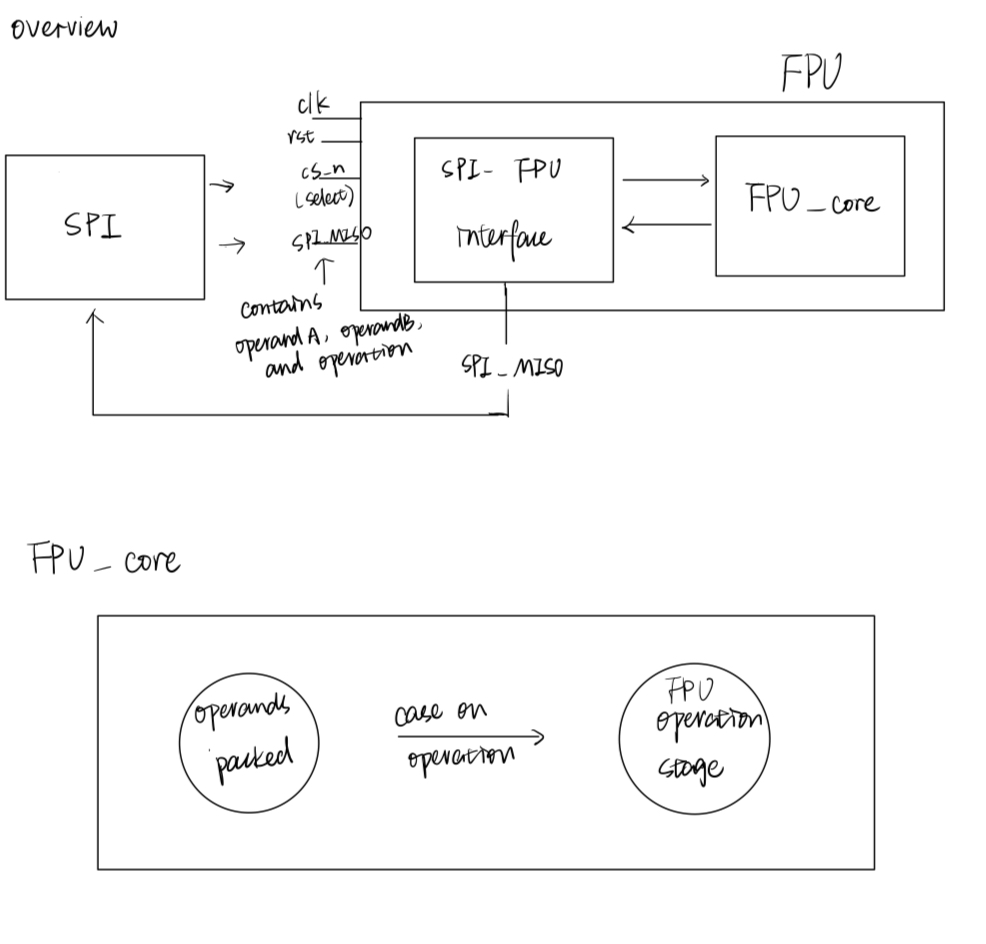 overview
FPU
clk
rst
cs_n
(select)
SPI_MISO
contains
operand A, operandB,
and operation
SPI
SPI- FPU
interface
FPU_core
SPI_MISO
FPU_core
operands
packed
case on
operation
FPU
operation
stage